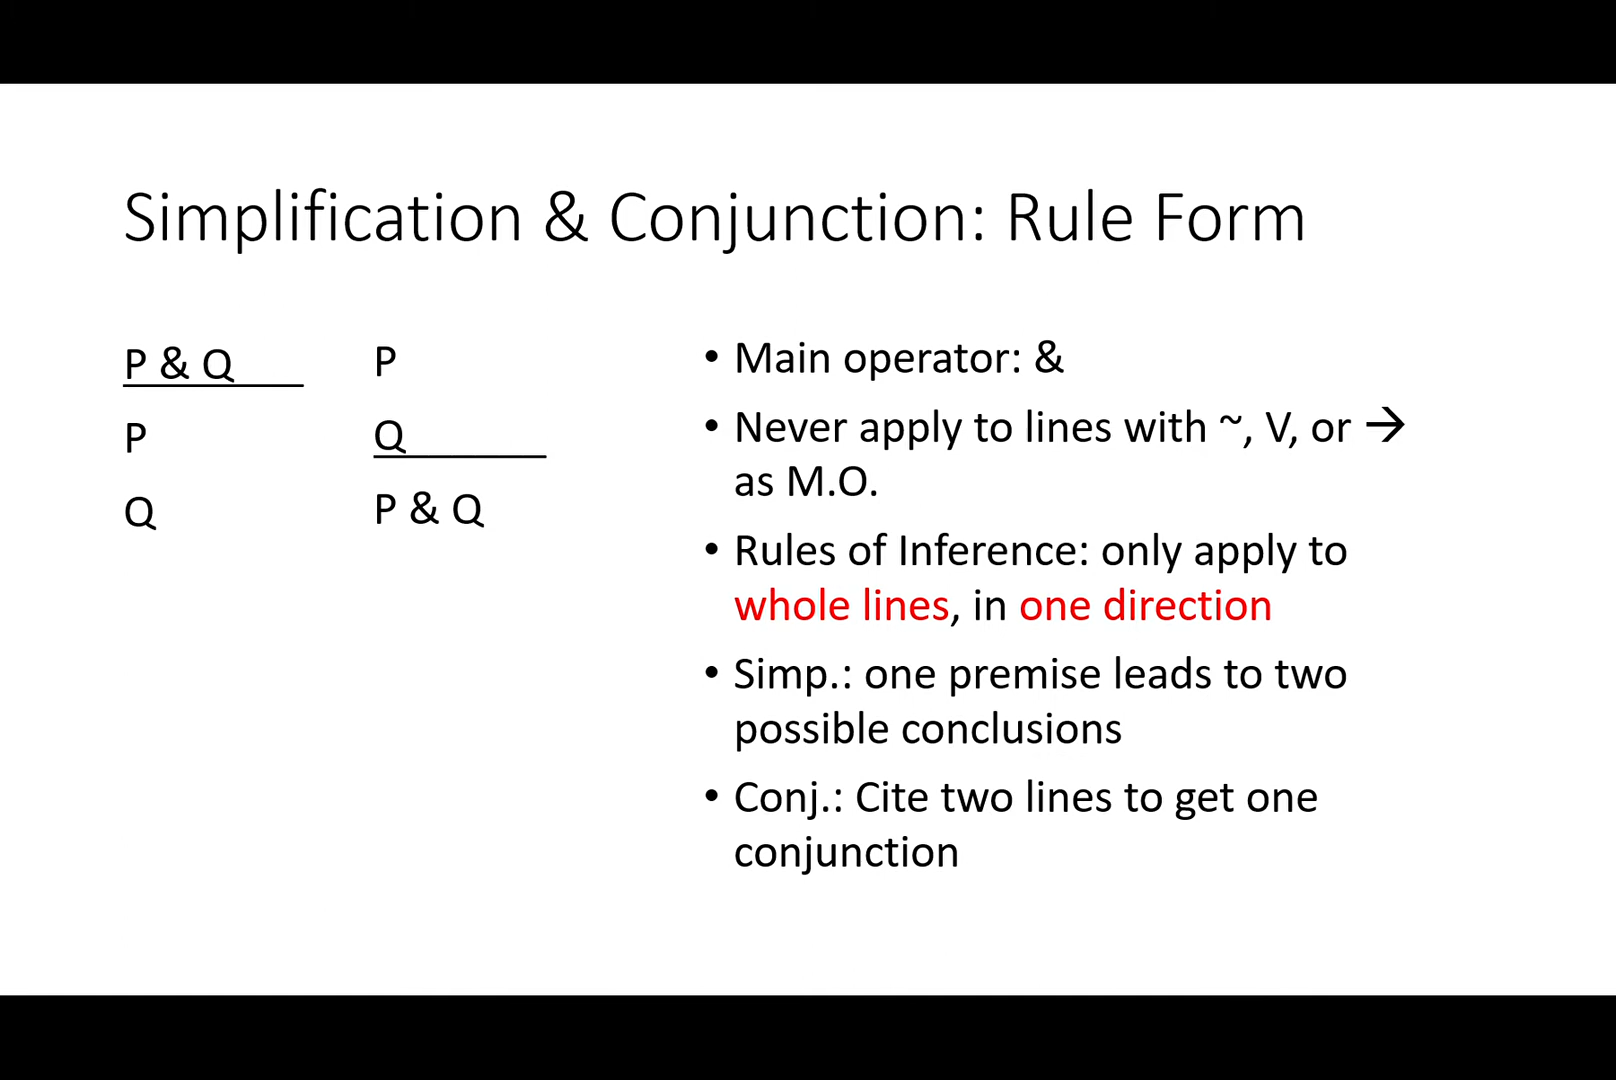 Simplification & Conjunction: Rule Form
P & Q
P
Q
P
Q
P & Q
• Main operator: &
• Never apply to lines with ~, V, or →
as M.O.
• Rules of Inference: only apply to
whole lines, in one direction
• Simp.: one premise leads to two
possible conclusions
• Conj.: Cite two lines to get one
conjunction